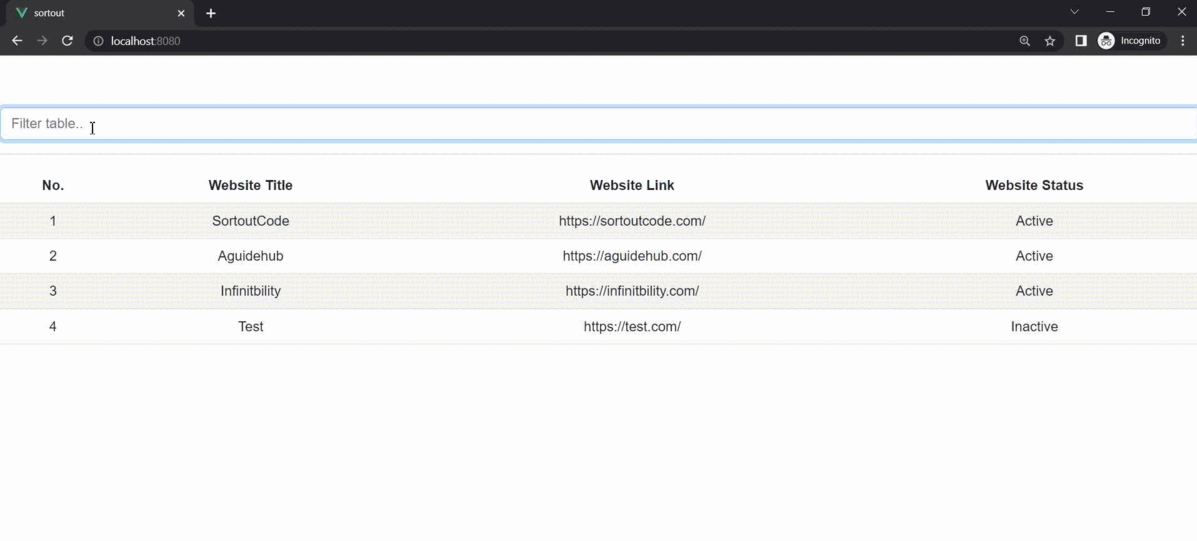 sortout
localhost:8080
Incognito
Filter table..
No. Website Title Website Link Website Status
1 SortoutCode https://sortoutcode.com/ Active
2 Aguidehub https://aguidehub.com/ Active
3 Infinitbility https://infinitbility.com/ Active
4 Test https://test.com/ Inactive